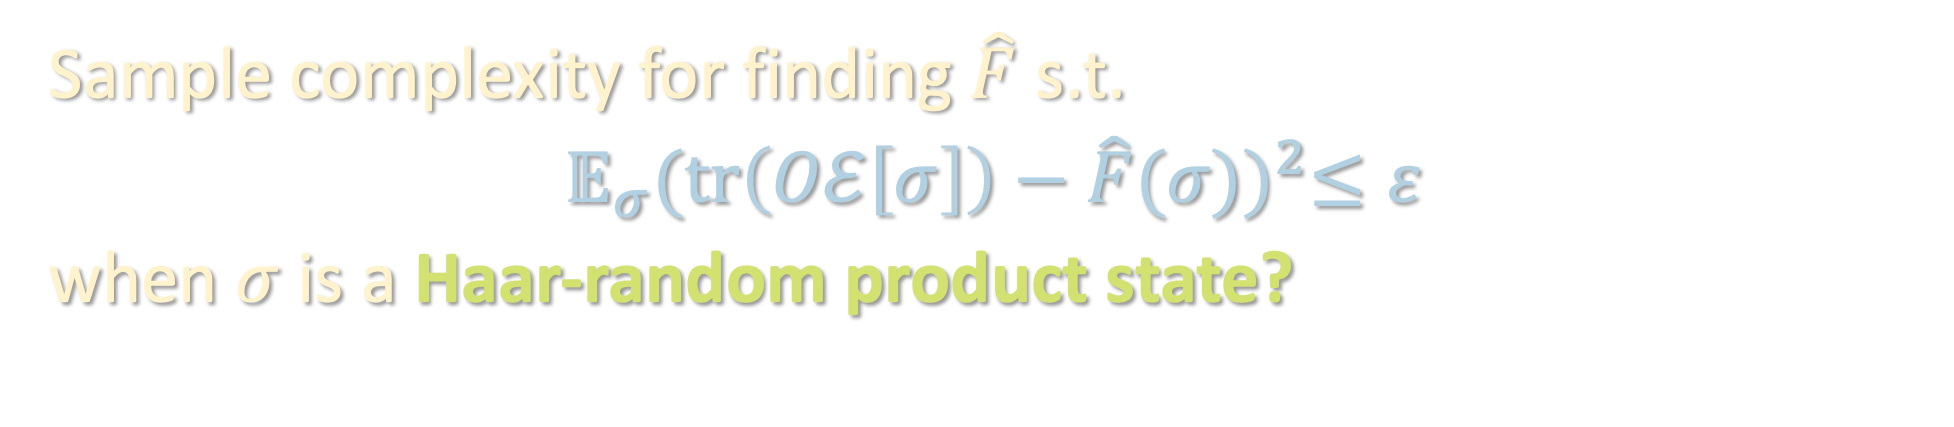 Sample complexity for finding F̂ s.t.
𝔼_σ(tr(Oℰ[σ]) − F̂(σ))² ≤ ε
when σ is a Haar-random product state?